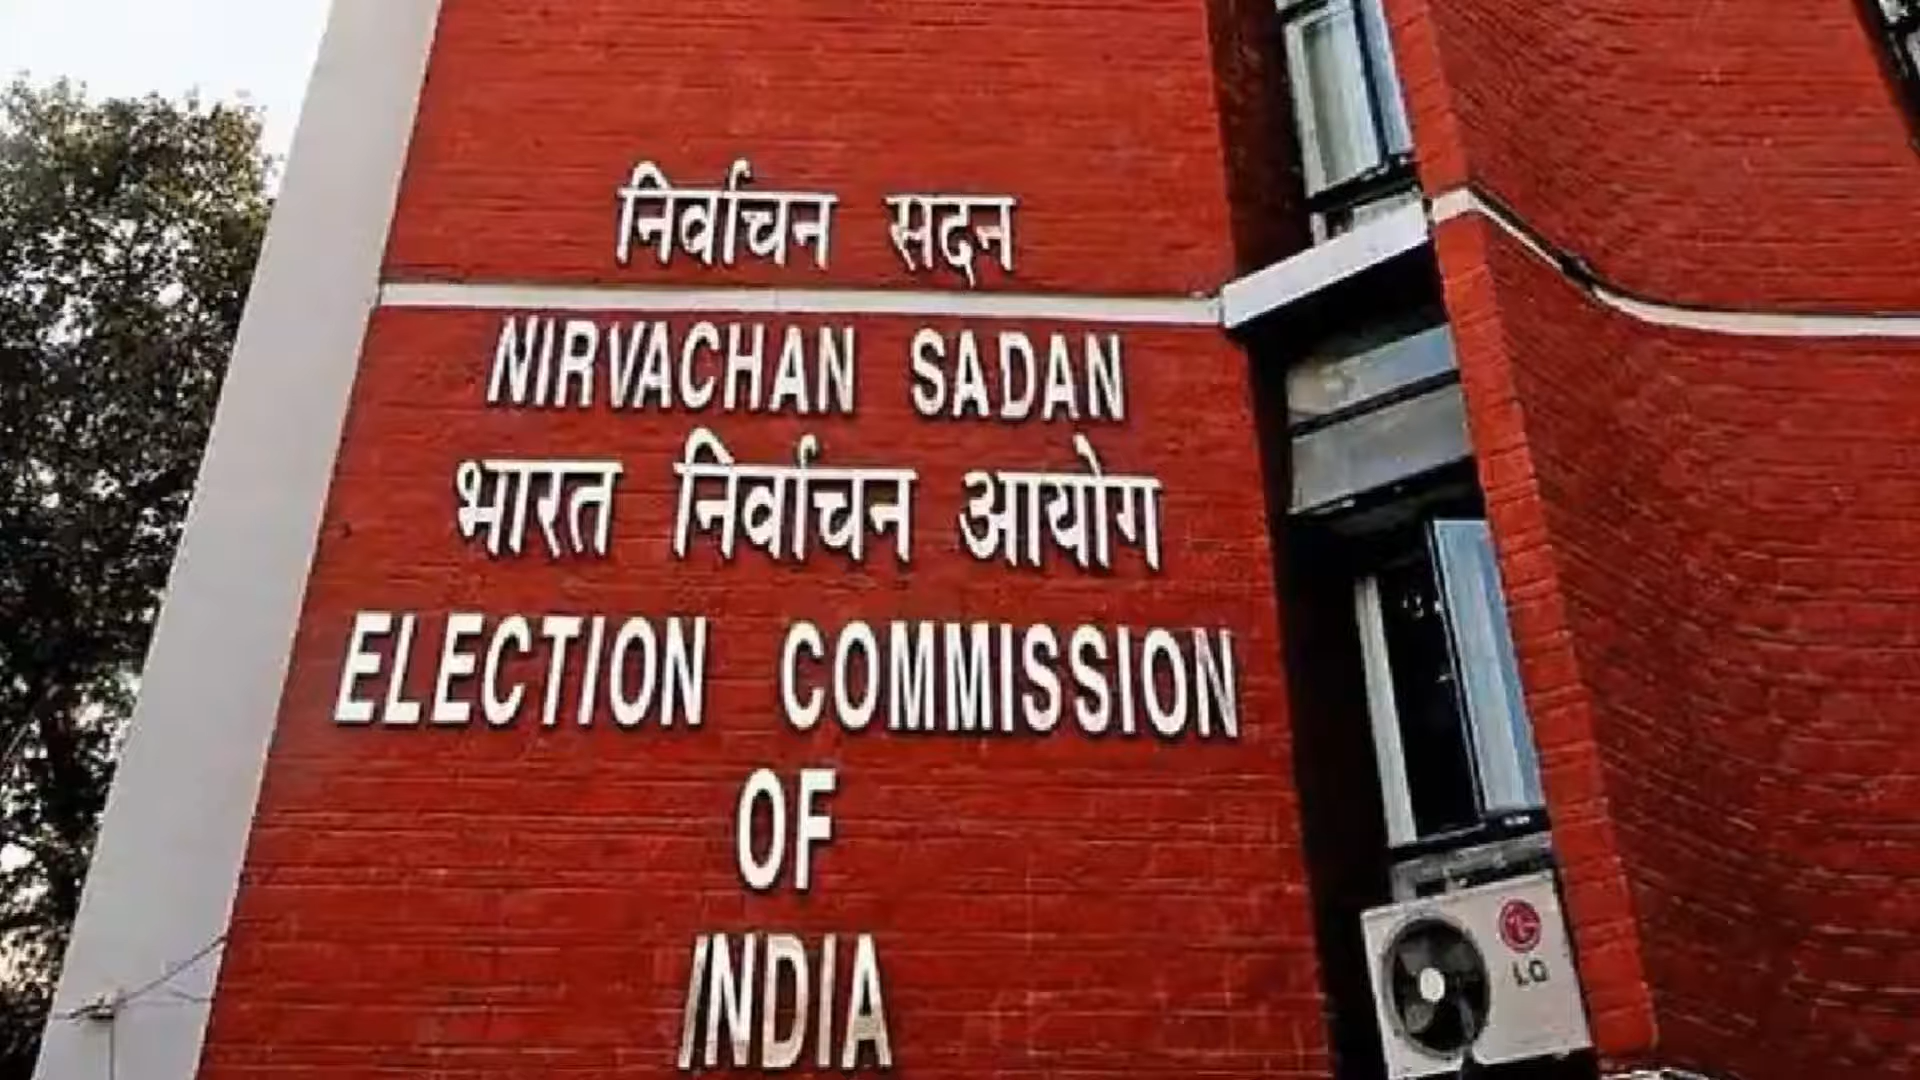 निर्वाचन सदन
NIRVACHAN SADAN
भारत निर्वाचन आयोग
ELECTION COMMISSION
OF
INDIA
LG